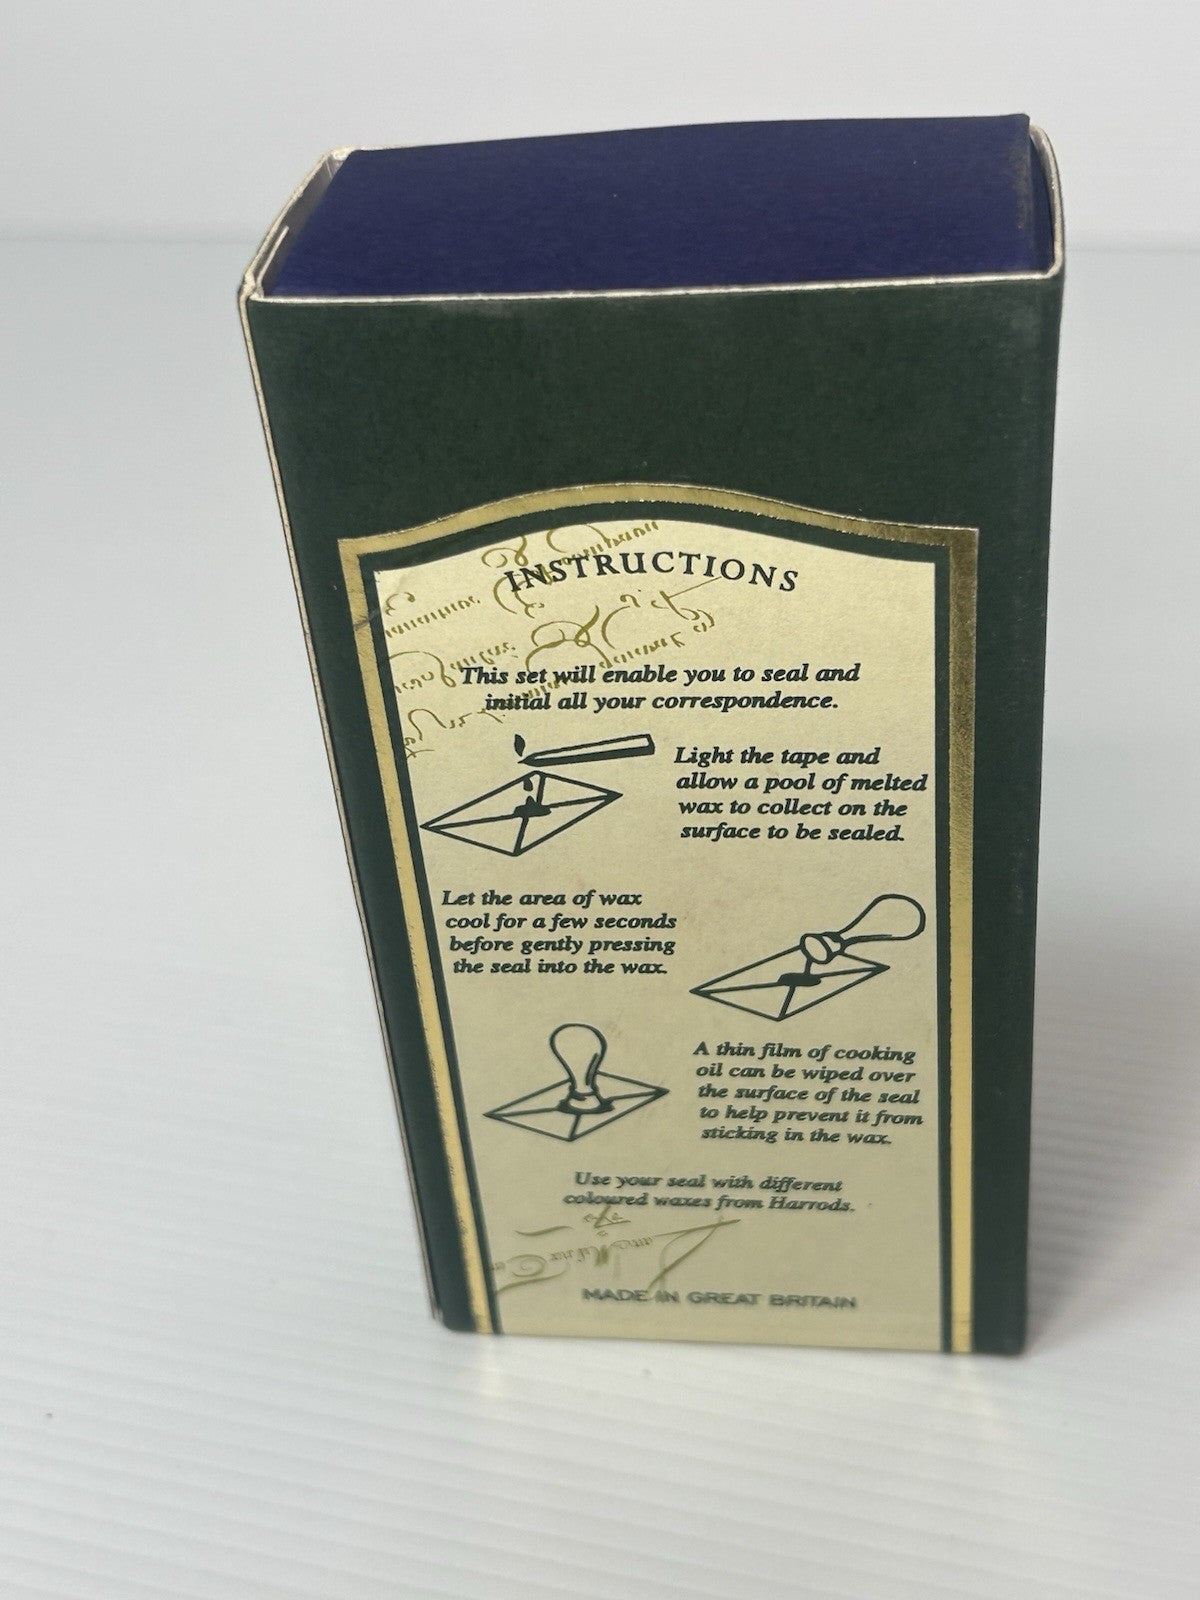 INSTRUCTIONS
This set will enable you to seal and
initial all your correspondence.
Light the tape and
allow a pool of melted
wax to collect on the
surface to be sealed.
Let the area of wax
cool for a few seconds
before gently pressing
the seal into the wax.
A thin film of cooking
oil can be wiped over
the surface of the seal
to help prevent it from
sticking in the wax.
Use your seal with different
coloured waxes from Harrods.
MADE IN GREAT BRITAIN